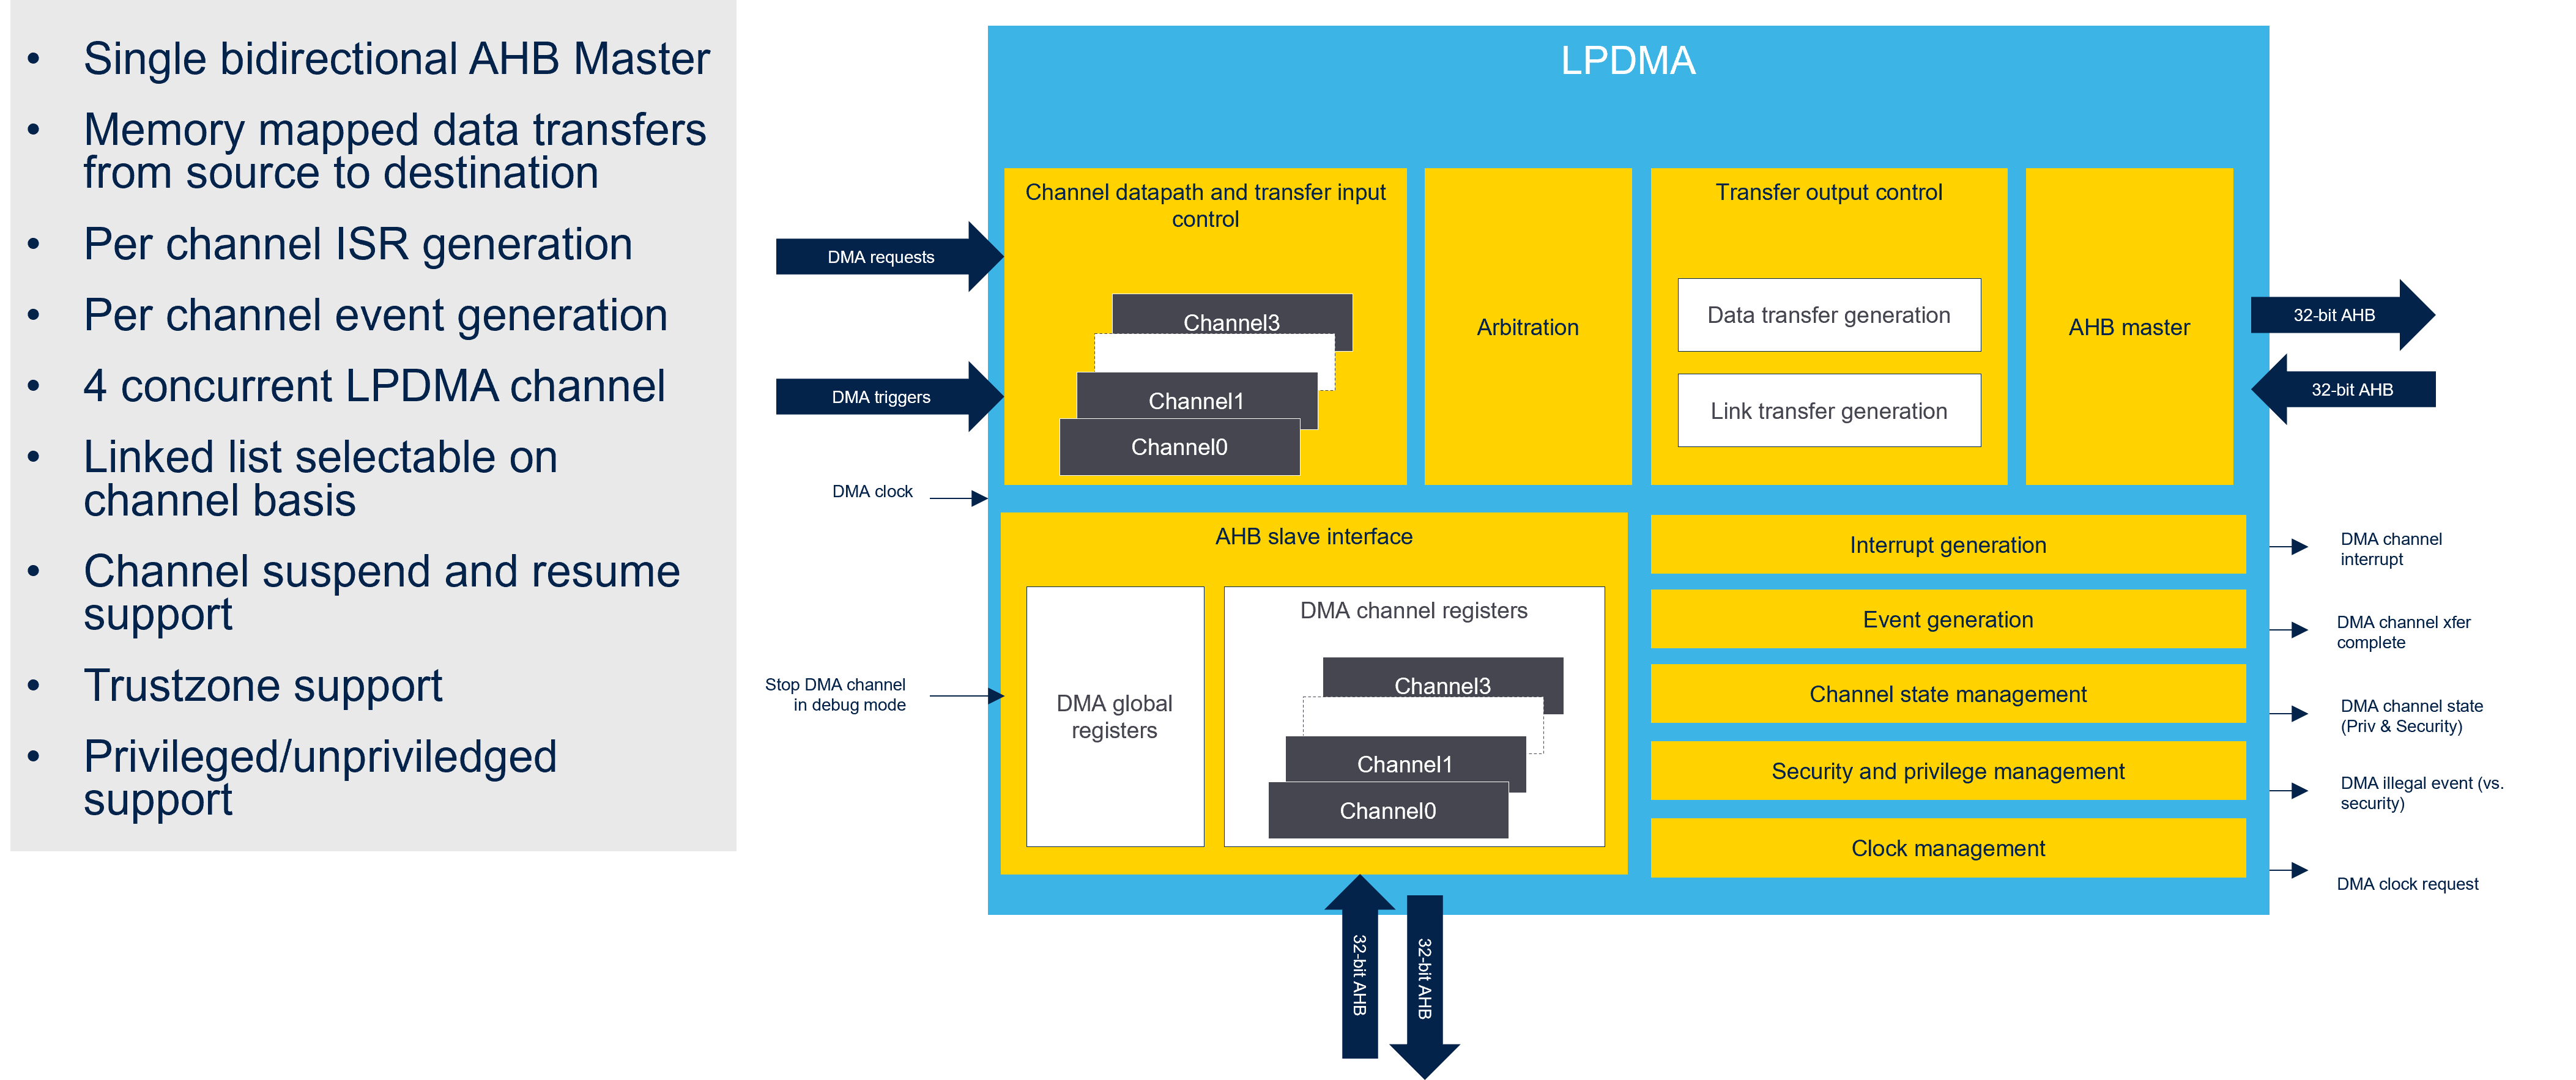 • Single bidirectional AHB Master
• Memory mapped data transfers
from source to destination
• Per channel ISR generation
• Per channel event generation
• 4 concurrent LPDMA channel
• Linked list selectable on
channel basis
• Channel suspend and resume
support
• Trustzone support
• Privileged/unpriviledged
support
LPDMA
Channel datapath and transfer input
control
Channel3
Channel1
Channel0
Arbitration
Transfer output control
Data transfer generation
Link transfer generation
AHB master
DMA requests
DMA triggers
DMA clock
Stop DMA channel
in debug mode
32-bit AHB
32-bit AHB
AHB slave interface
DMA global
registers
DMA channel registers
Channel3
Channel1
Channel0
Interrupt generation
Event generation
Channel state management
Security and privilege management
Clock management
DMA channel
interrupt
DMA channel xfer
complete
DMA channel state
(Priv & Security)
DMA illegal event (vs.
security)
DMA clock request
32-bit AHB
32-bit AHB